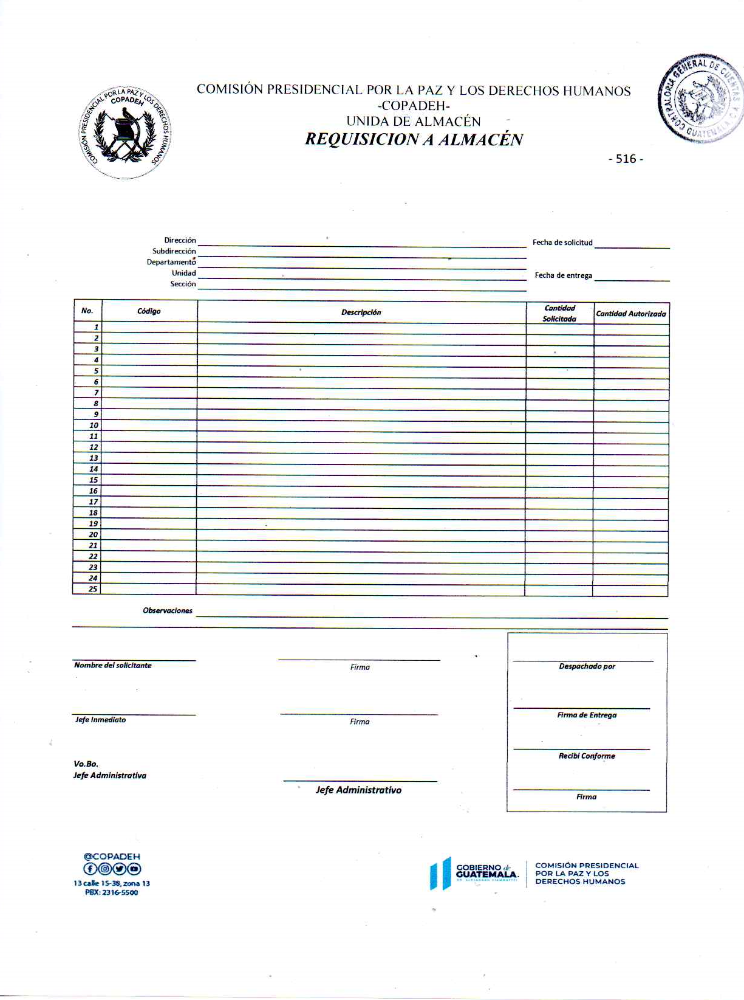 COMISIÓN PRESIDENCIAL POR LA PAZ Y LOS DERECHOS HUMANOS
-COPADEH-
UNIDA DE ALMACÉN
REQUISICION A ALMACÉN
- 516 -
COMISIÓN PRESIDENCIAL POR LA PAZ Y LOS DERECHOS HUMANOS
COPADEH
CONTRALORIA GENERAL DE CUENTAS
GUATEMALA, C. A.
Dirección
Fecha de solicitud
Subdirección
Departamento
Unidad
Fecha de entrega
Sección
No. Código Descripción Cantidad Solicitada Cantidad Autorizada
1
2
3
4
5
6
7
8
9
10
11
12
13
14
15
16
17
18
19
20
21
22
23
24
25
Observaciones
Nombre del solicitante Firma Despachado por
Jefe Inmediato Firma Firma de Entrega
Recibi Conforme
Vo.Bo.
Jefe Administrativa
Jefe Administrativo
Firma
@COPADEH
13 calle 15-38, zona 13
PBX: 2316-5500
GOBIERNO de
GUATEMALA.
COMISIÓN PRESIDENCIAL
POR LA PAZ Y LOS
DERECHOS HUMANOS